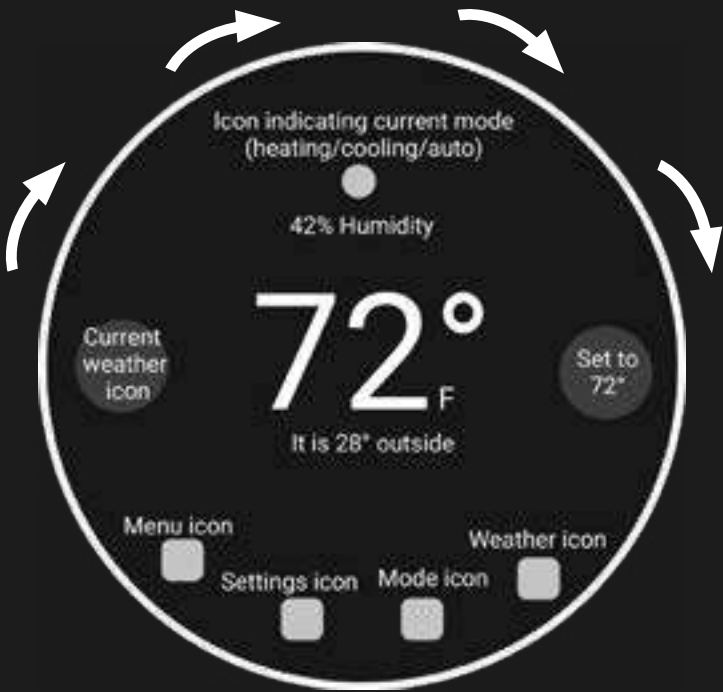 Icon indicating current mode
(heating/cooling/auto)
42% Humidity
72°F
Current
weather
icon
Set to
72°
It is 28° outside
Menu icon
Weather icon
Settings icon
Mode icon